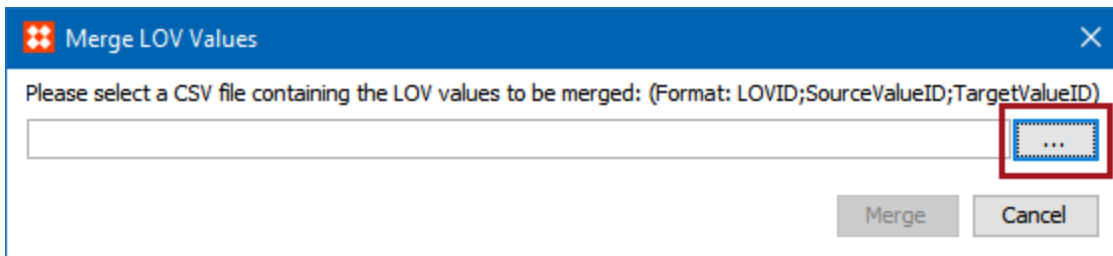 Merge LOV Values
Please select a CSV file containing the LOV values to be merged: (Format: LOVID;SourceValueID;TargetValueID)
...
Merge Cancel